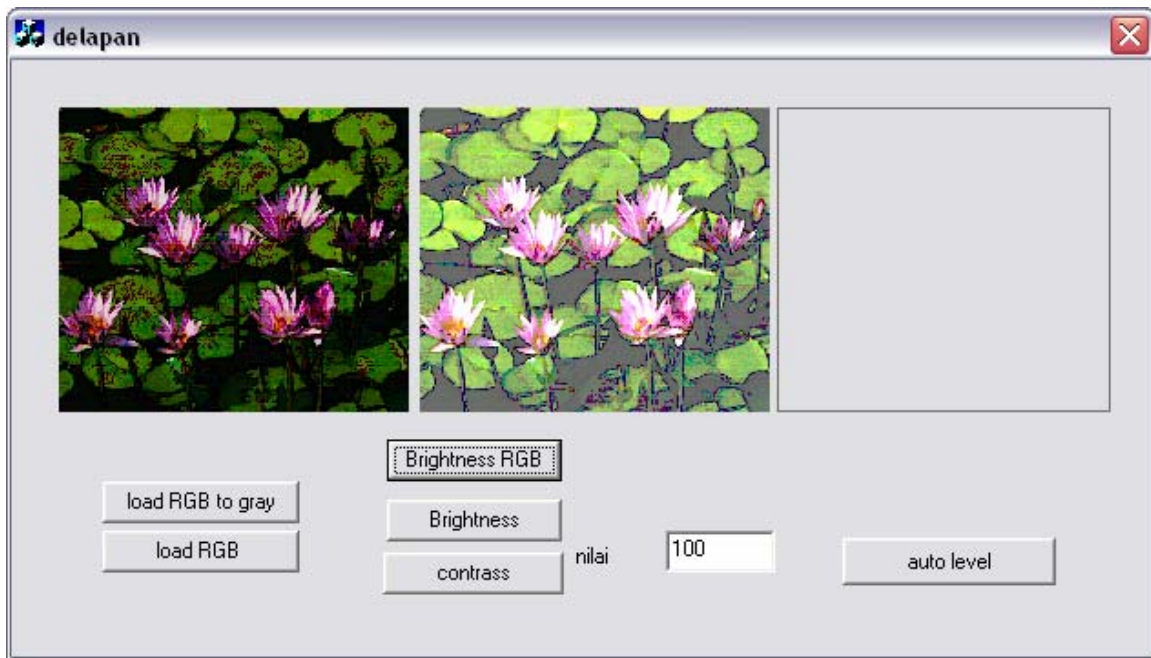 delapan
Brightness RGB
load RGB to gray
Brightness
load RGB
nilai
100
contrass
auto level